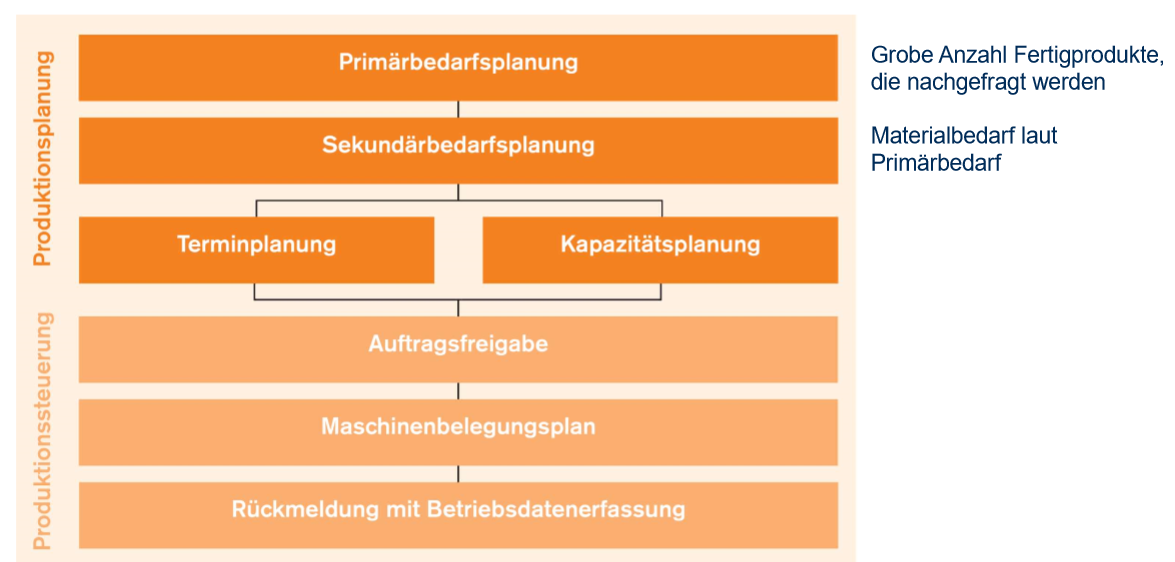 Produktionsplanung
Primärbedarfsplanung
Grobe Anzahl Fertigprodukte,
die nachgefragt werden
Sekundärbedarfsplanung
Materialbedarf laut
Primärbedarf
Terminplanung
Kapazitätsplanung
Produktionssteuerung
Auftragsfreigabe
Maschinenbelegungsplan
Rückmeldung mit Betriebsdatenerfassung